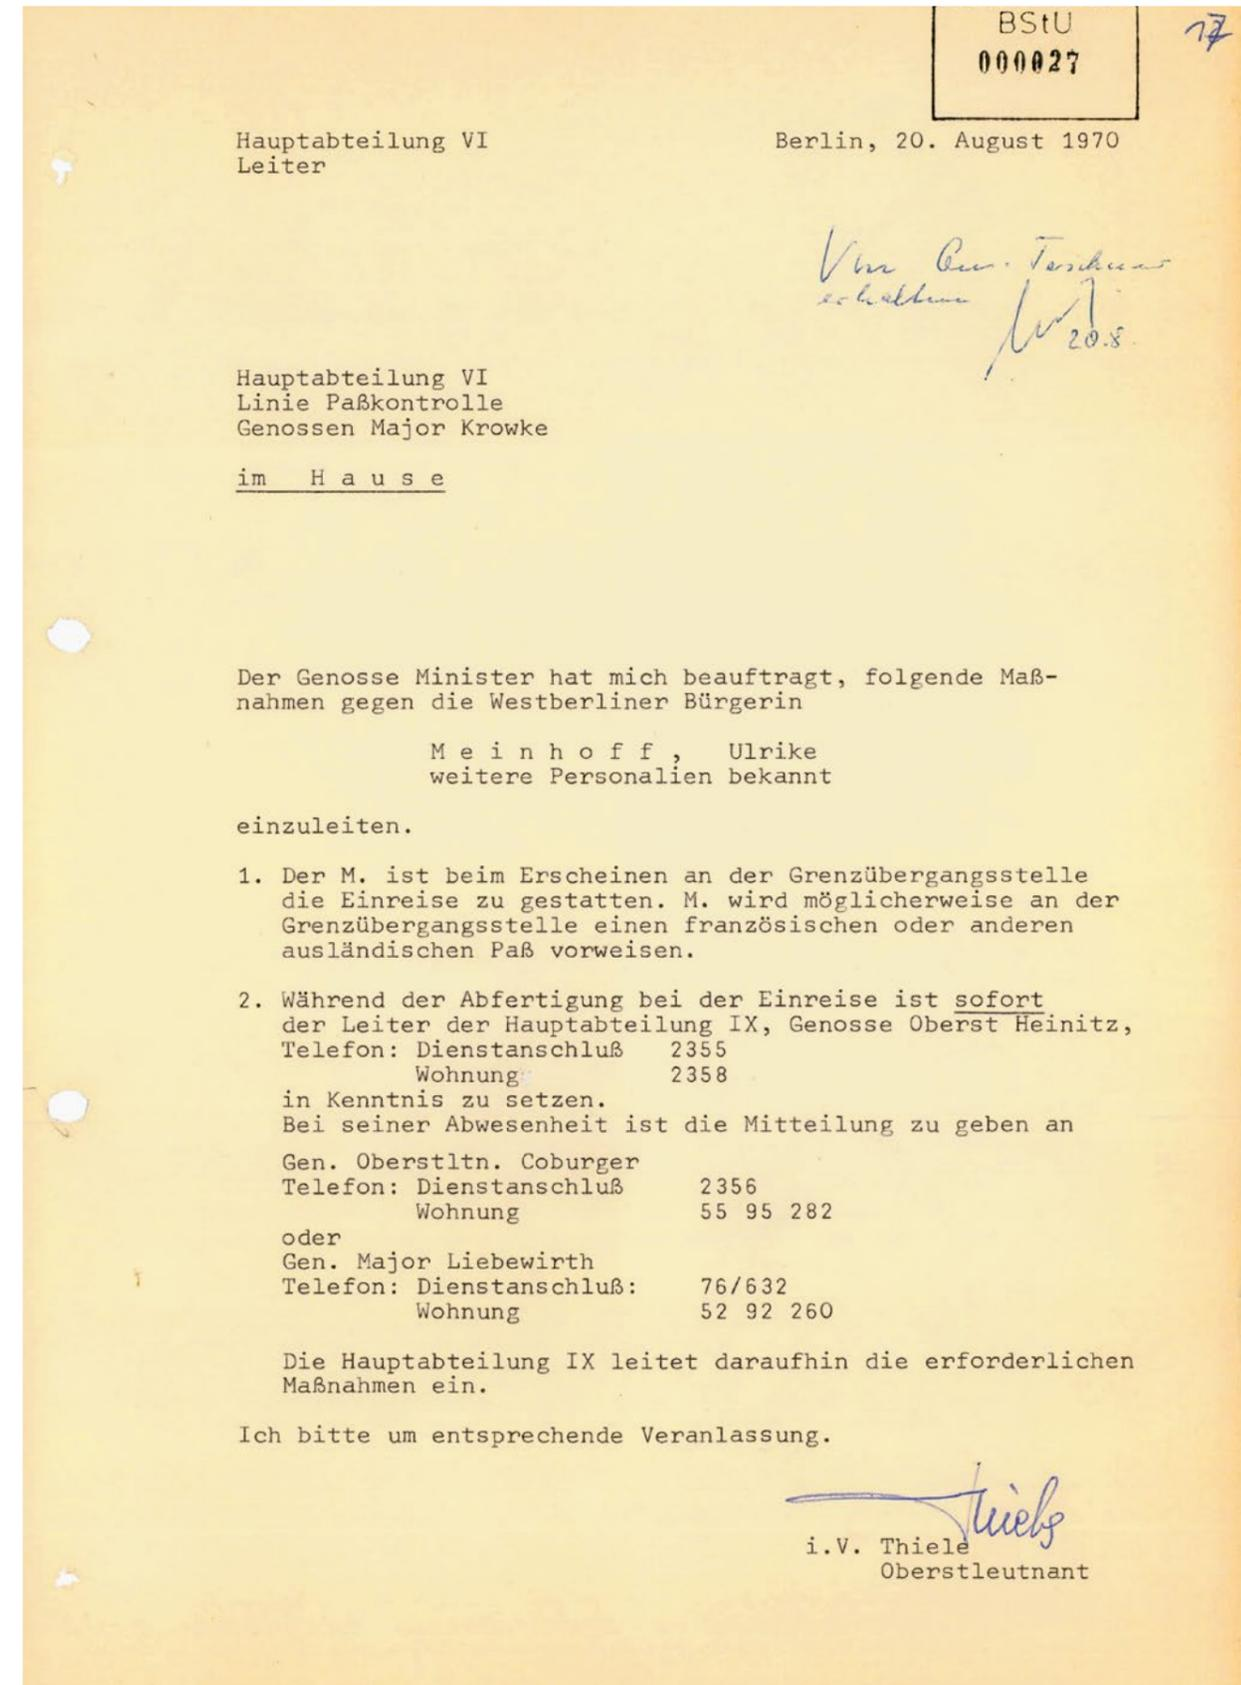 BStU
000027
17
Hauptabteilung VI
Leiter
Berlin, 20. August 1970
Von Gen.
erhalten
20.8.
Hauptabteilung VI
Linie Paßkontrolle
Genossen Major Krowke
im H a u s e
Der Genosse Minister hat mich beauftragt, folgende Maß-
nahmen gegen die Westberliner Bürgerin
M e i n h o f f , Ulrike
weitere Personalien bekannt
einzuleiten.
1. Der M. ist beim Erscheinen an der Grenzübergangsstelle
die Einreise zu gestatten. M. wird möglicherweise an der
Grenzübergangsstelle einen französischen oder anderen
ausländischen Paß vorweisen.
2. Während der Abfertigung bei der Einreise ist sofort
der Leiter der Hauptabteilung IX, Genosse Oberst Heinitz,
Telefon: Dienstanschluß 2355
Wohnung 2358
in Kenntnis zu setzen.
Bei seiner Abwesenheit ist die Mitteilung zu geben an
Gen. Oberstltn. Coburger
Telefon: Dienstanschluß 2356
Wohnung 55 95 282
oder
Gen. Major Liebewirth
Telefon: Dienstanschluß: 76/632
Wohnung 52 92 260
Die Hauptabteilung IX leitet daraufhin die erforderlichen
Maßnahmen ein.
Ich bitte um entsprechende Veranlassung.
Thiele
i.V. Thiele
Oberstleutnant